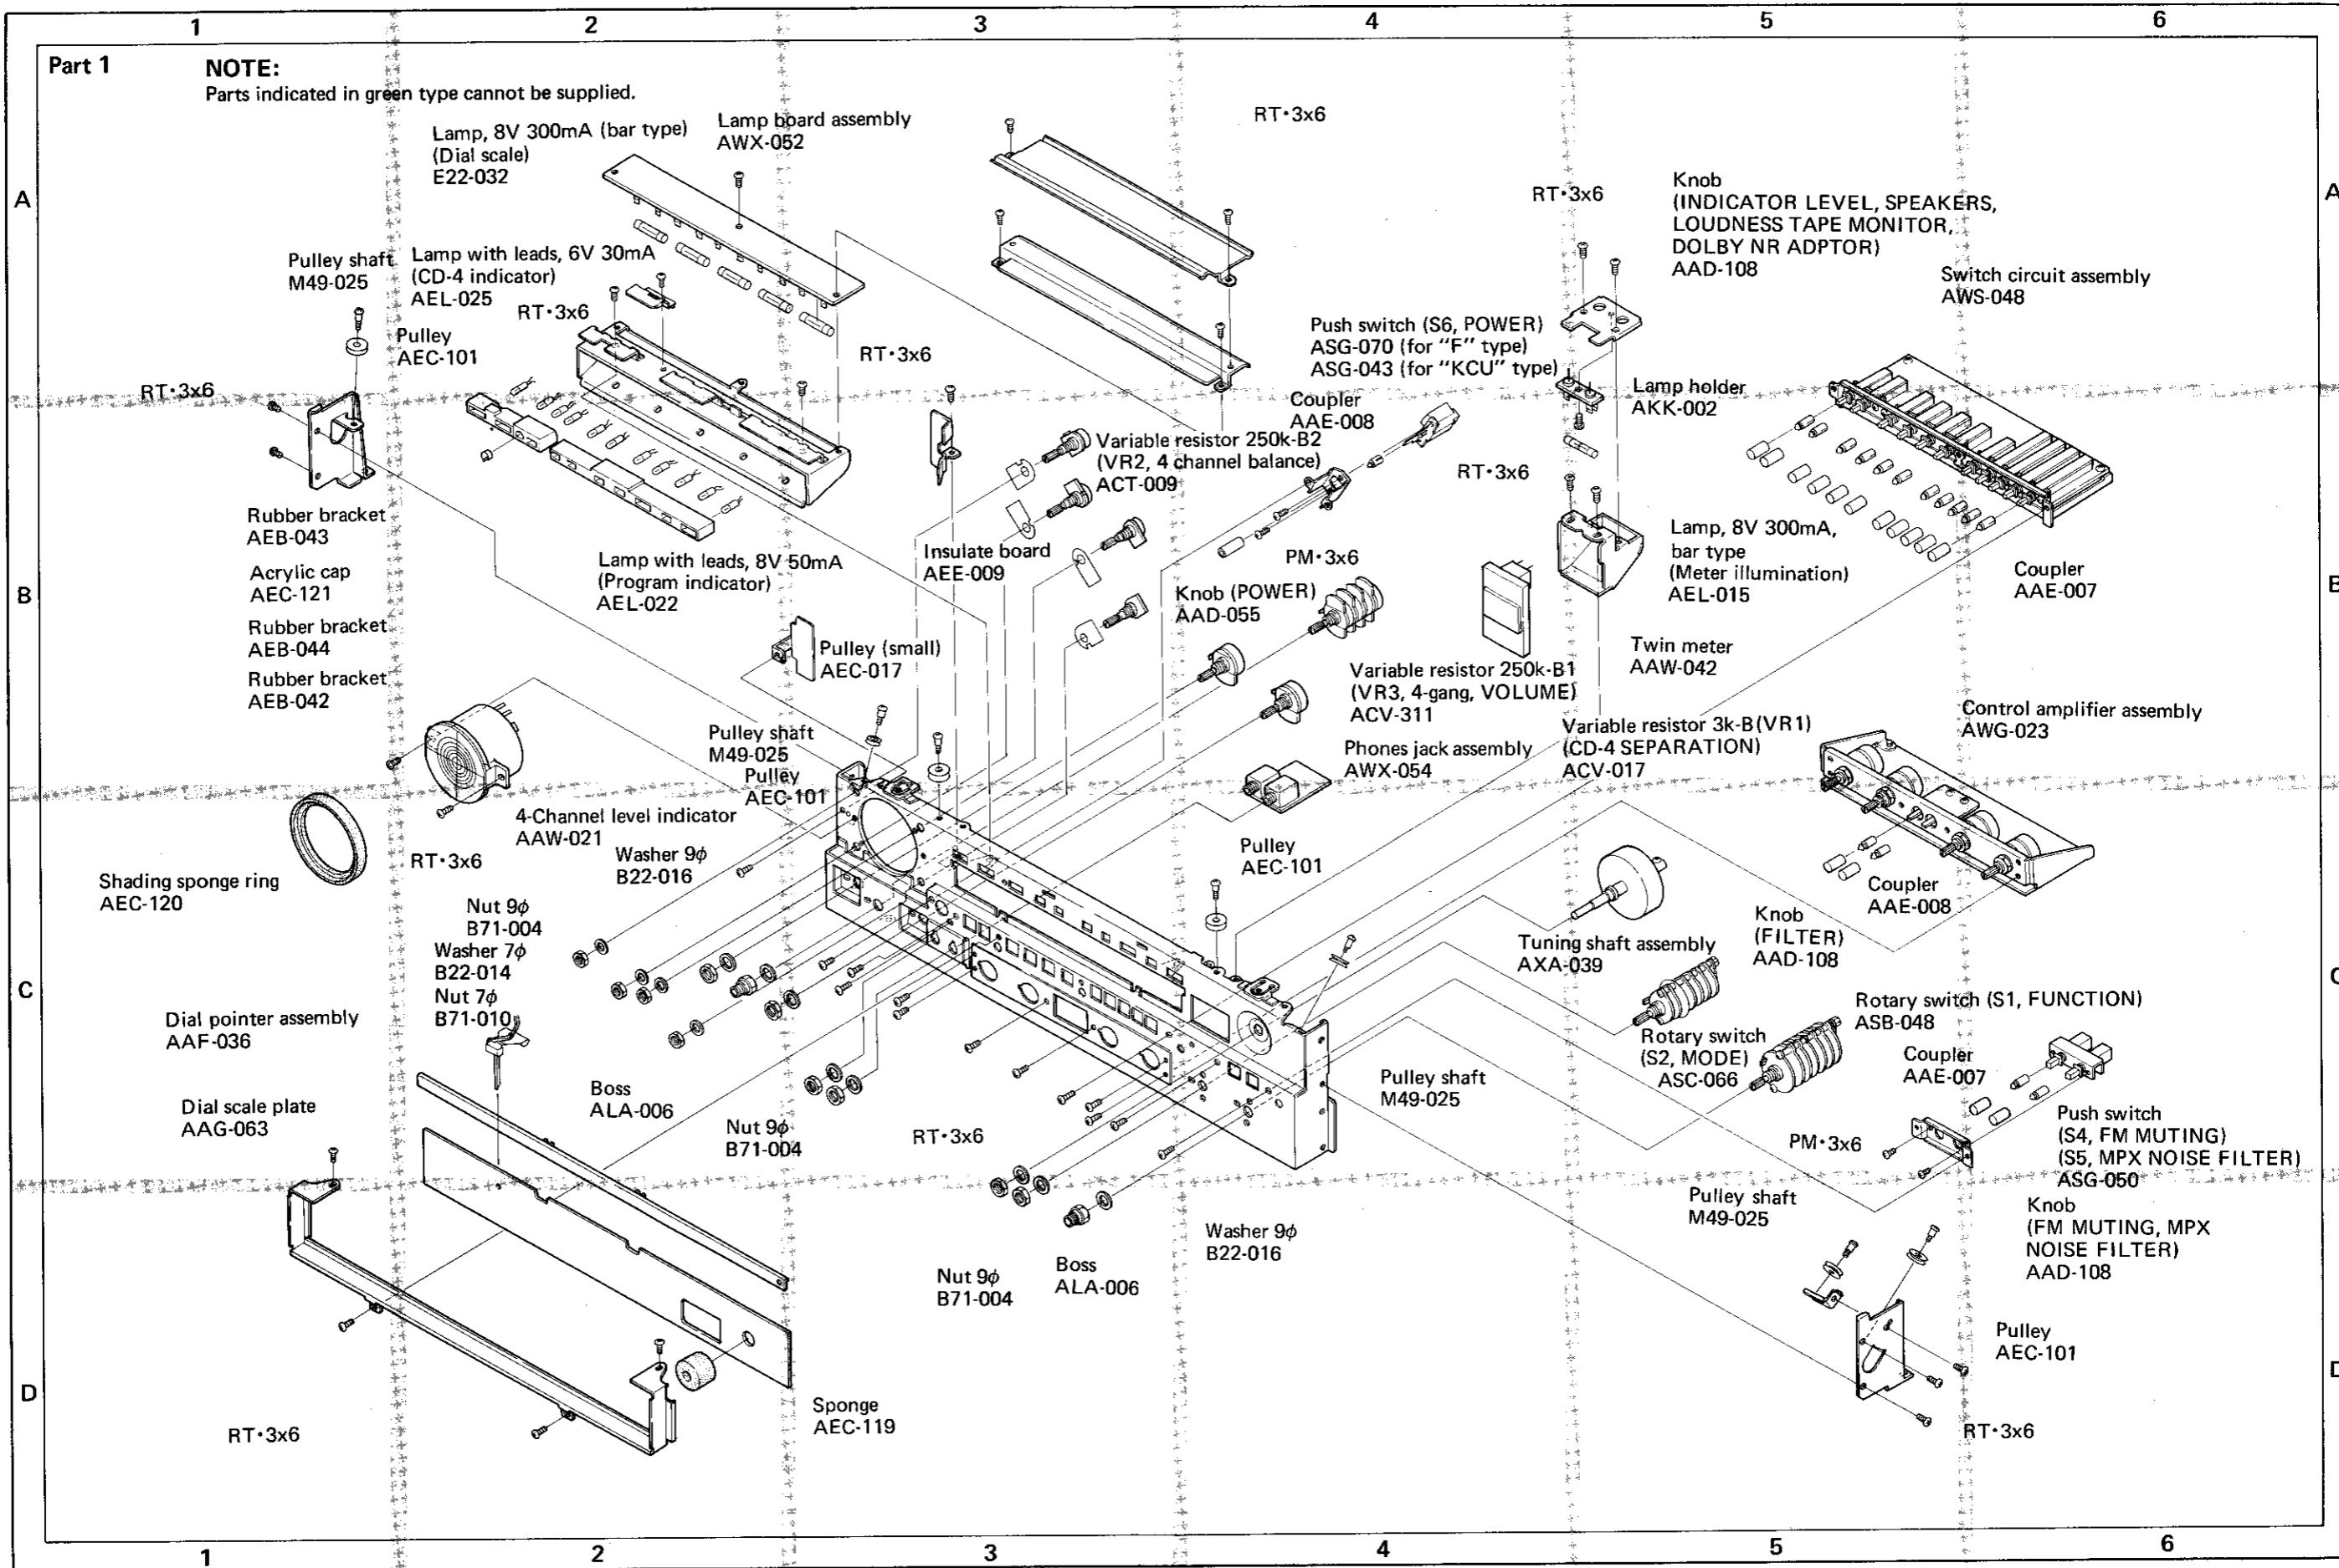 1 2 3 4 5 6
Part 1
NOTE:
Parts indicated in green type cannot be supplied.
A
A
Lamp, 8V 300mA (bar type)
(Dial scale)
E22-032
Lamp board assembly
AWX-052
RT·3x6
RT·3x6
Knob
(INDICATOR LEVEL, SPEAKERS,
LOUDNESS TAPE MONITOR,
DOLBY NR ADPTOR)
AAD-108
Pulley shaft
M49-025
Lamp with leads, 6V 30mA
(CD-4 indicator)
AEL-025
RT·3x6
Switch circuit assembly
AWS-048
Pulley
AEC-101
RT·3x6
Push switch (S6, POWER)
ASG-070 (for "F" type)
ASG-043 (for "KCU" type)
RT·3x6
Lamp holder
AKK-002
Coupler
AAE-008
Variable resistor 250k-B2
(VR2, 4 channel balance)
ACT-009
RT·3x6
B
B
Rubber bracket
AEB-043
Acrylic cap
AEC-121
Rubber bracket
AEB-044
Rubber bracket
AEB-042
Lamp with leads, 8V 50mA
(Program indicator)
AEL-022
Insulate board
AEE-009
PM·3x6
Knob (POWER)
AAD-055
Lamp, 8V 300mA,
bar type
(Meter illumination)
AEL-015
Coupler
AAE-007
Pulley (small)
AEC-017
Twin meter
AAW-042
Variable resistor 250k-B1
(VR3, 4-gang, VOLUME)
ACV-311
Pulley shaft
M49-025
Pulley
AEC-101
Phones jack assembly
AWX-054
Variable resistor 3k-B(VR1)
(CD-4 SEPARATION)
ACV-017
Control amplifier assembly
AWG-023
4-Channel level indicator
AAW-021
RT·3x6
Washer 9ϕ
B22-016
Pulley
AEC-101
Shading sponge ring
AEC-120
Coupler
AAE-008
C
C
Nut 9ϕ
B71-004
Washer 7ϕ
B22-014
Nut 7ϕ
B71-010
Knob
(FILTER)
AAD-108
Tuning shaft assembly
AXA-039
Rotary switch (S1, FUNCTION)
ASB-048
Dial pointer assembly
AAF-036
Rotary switch
(S2, MODE)
ASC-066
Coupler
AAE-007
Boss
ALA-006
Pulley shaft
M49-025
Dial scale plate
AAG-063
Nut 9ϕ
B71-004
RT·3x6
PM·3x6
Push switch
(S4, FM MUTING)
(S5, MPX NOISE FILTER)
ASG-050
Pulley shaft
M49-025
Knob
(FM MUTING, MPX
NOISE FILTER)
AAD-108
Washer 9ϕ
B22-016
Nut 9ϕ
B71-004
Boss
ALA-006
Pulley
AEC-101
D
D
Sponge
AEC-119
RT·3x6
RT·3x6
1 2 3 4 5 6